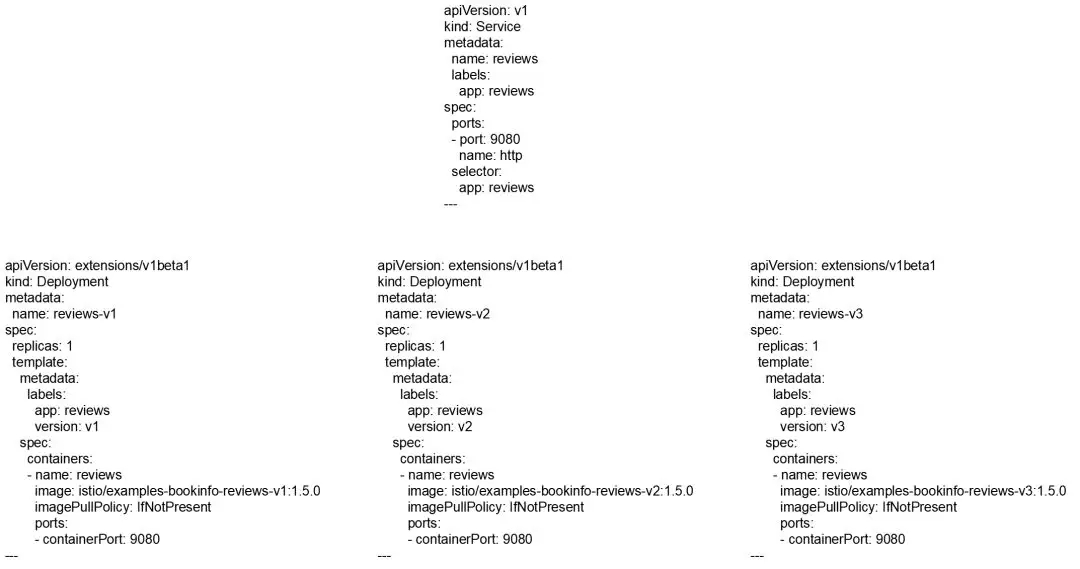 apiVersion: v1
kind: Service
metadata:
  name: reviews
  labels:
    app: reviews
spec:
  ports:
  - port: 9080
    name: http
  selector:
    app: reviews
---
apiVersion: extensions/v1beta1
kind: Deployment
metadata:
  name: reviews-v1
spec:
  replicas: 1
  template:
    metadata:
      labels:
        app: reviews
        version: v1
    spec:
      containers:
      - name: reviews
        image: istio/examples-bookinfo-reviews-v1:1.5.0
        imagePullPolicy: IfNotPresent
        ports:
        - containerPort: 9080
---
apiVersion: extensions/v1beta1
kind: Deployment
metadata:
  name: reviews-v2
spec:
  replicas: 1
  template:
    metadata:
      labels:
        app: reviews
        version: v2
    spec:
      containers:
      - name: reviews
        image: istio/examples-bookinfo-reviews-v2:1.5.0
        imagePullPolicy: IfNotPresent
        ports:
        - containerPort: 9080
---
apiVersion: extensions/v1beta1
kind: Deployment
metadata:
  name: reviews-v3
spec:
  replicas: 1
  template:
    metadata:
      labels:
        app: reviews
        version: v3
    spec:
      containers:
      - name: reviews
        image: istio/examples-bookinfo-reviews-v3:1.5.0
        imagePullPolicy: IfNotPresent
        ports:
        - containerPort: 9080
---